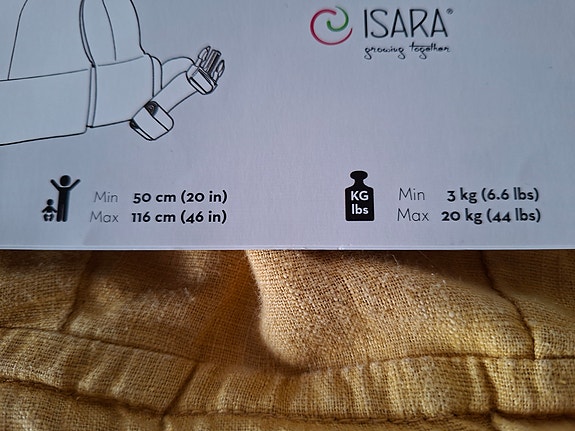 ISARA®
growing together
Min 50 cm (20 in)
Max 116 cm (46 in)
KG
lbs
Min 3 kg (6.6 lbs)
Max 20 kg (44 lbs)